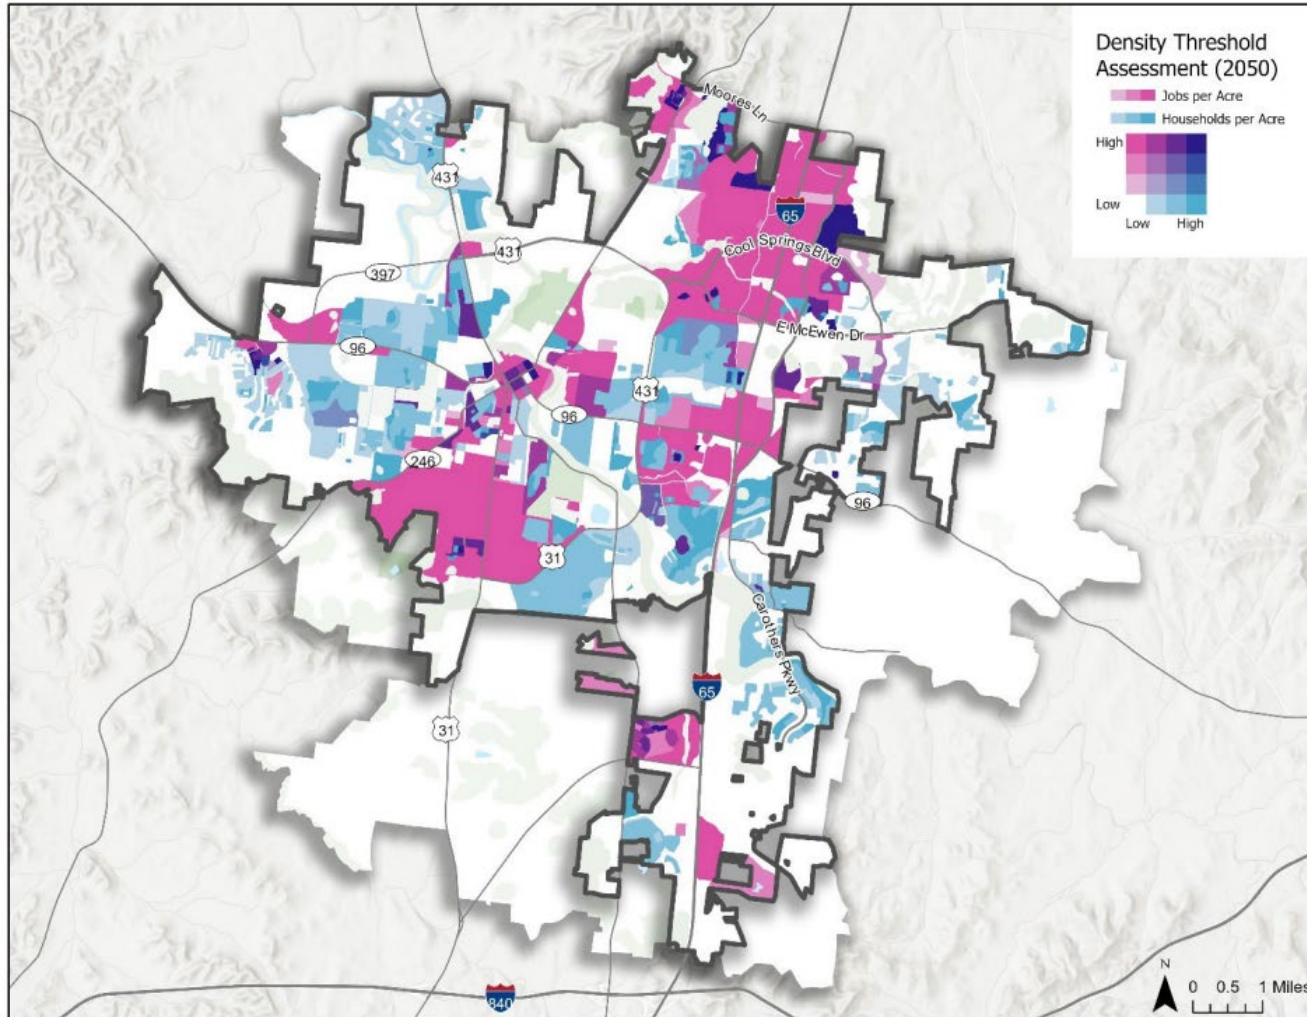 Density Threshold
Assessment (2050)
Jobs per Acre
Households per Acre
High
Low
Low High
Moores Ln
431
65
431
Cool Springs Blvd
397
E McEwen Dr
96
431
96
246
96
31
Carothers Pkwy
65
31
840
N
0 0.5 1 Miles